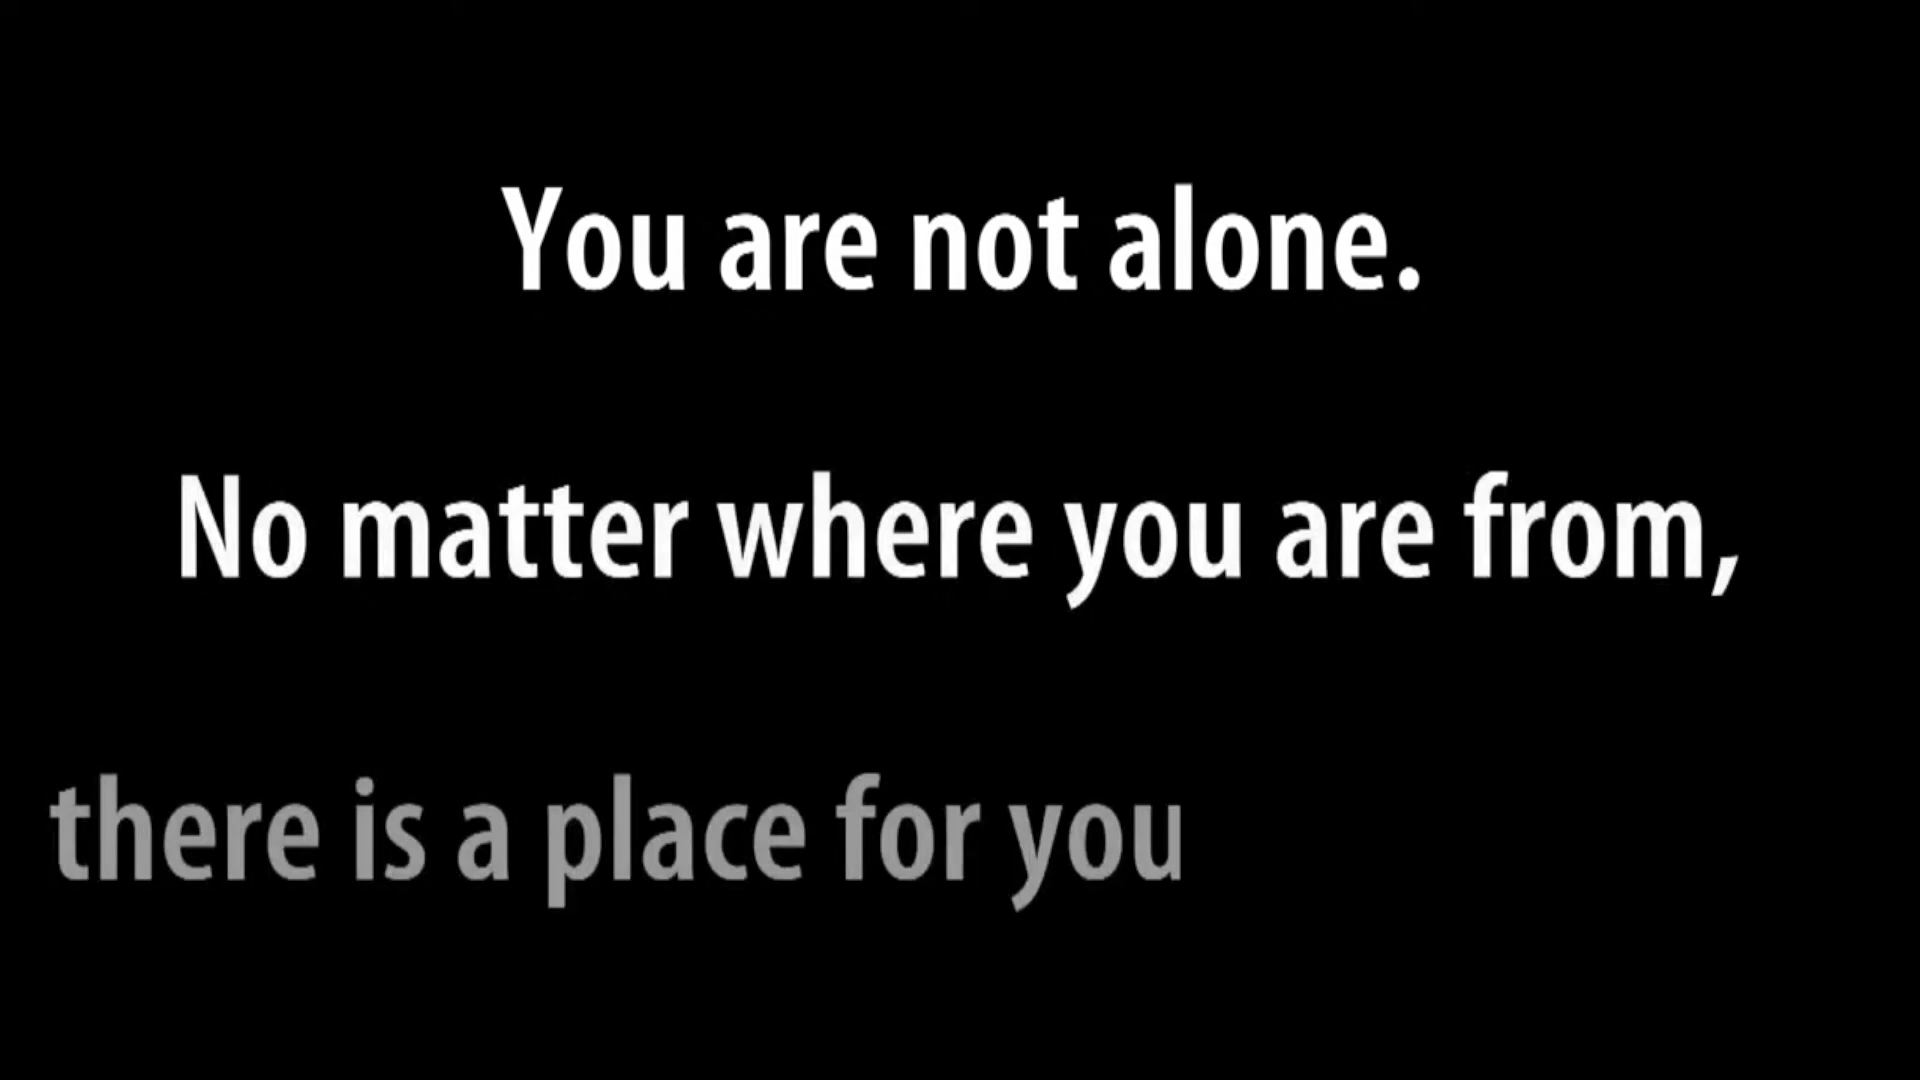 You are not alone.
No matter where you are from,
there is a place for you